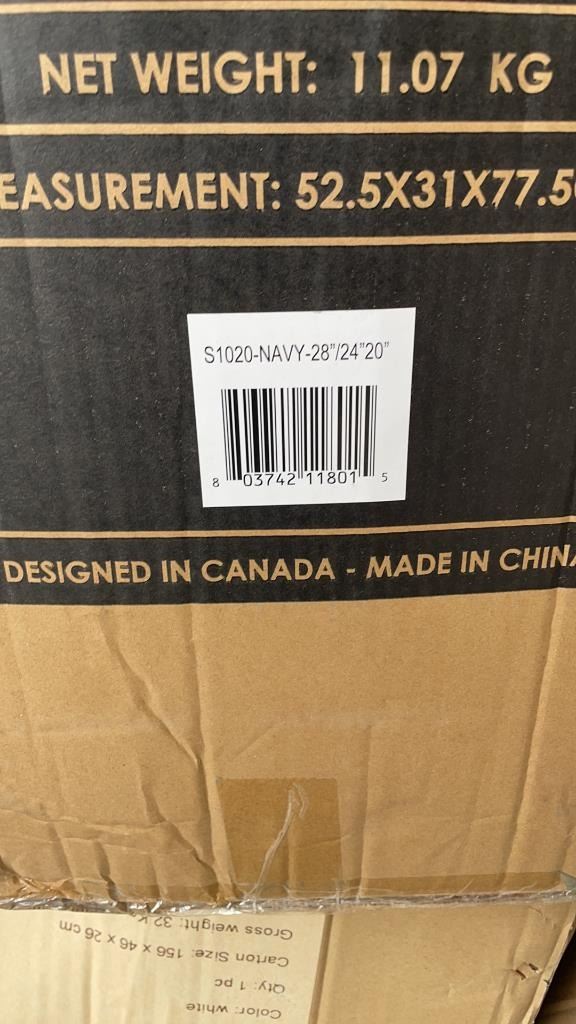 NET WEIGHT: 11.07 KG
EASUREMENT: 52.5X31X77.5
S1020-NAVY-28"/24"20"
8 03742 11801 5
DESIGNED IN CANADA - MADE IN CHINA
Color: white
Qty: 1 pc
Carton Size: 156 x 46 x 26 cm
Gross weight: 32 K